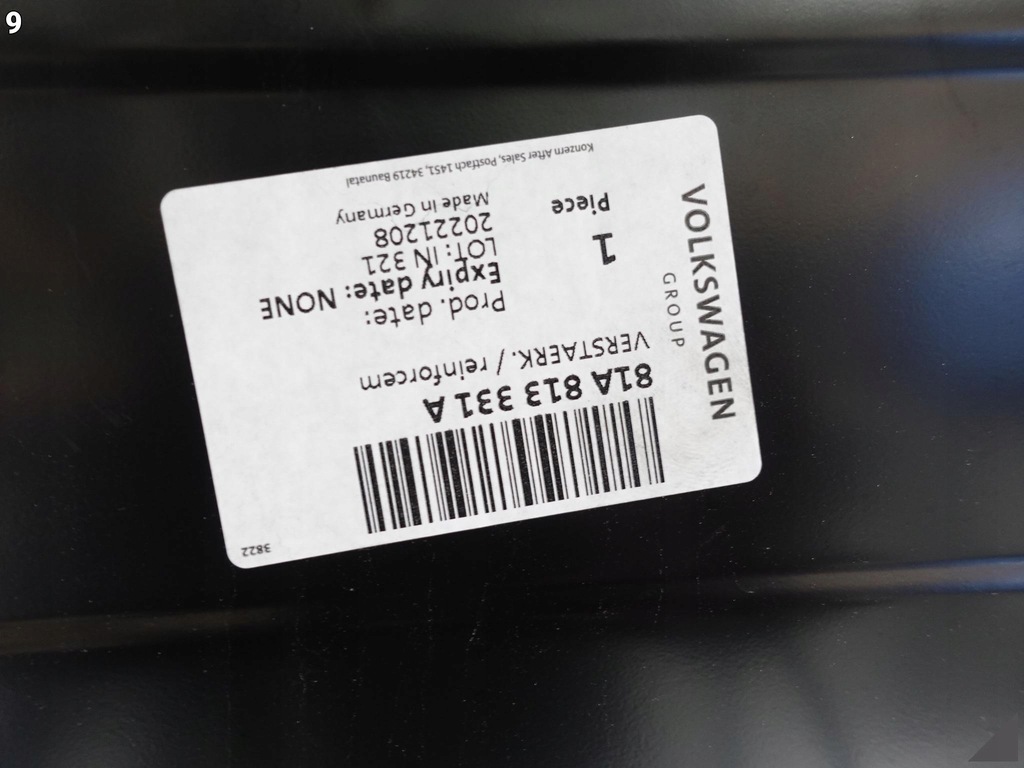 9
VOLKSWAGEN
GROUP
3822
81A 813 331 A
VERSTAERK. / reinforcem
Prod. date:
Expiry date: NONE
LOT: IN 321
20221208
Made in Germany
1
Piece
Konzern After Sales, Postfach 1451, 34219 Baunatal